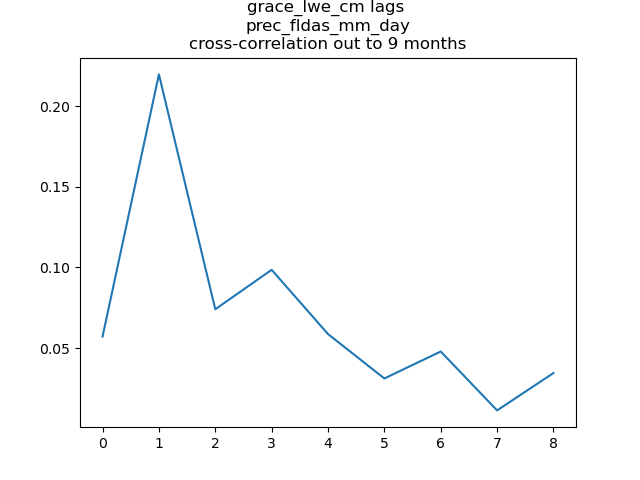 grace_lwe_cm lags
prec_fldas_mm_day
cross-correlation out to 9 months
0.20
0.15
0.10
0.05
0 1 2 3 4 5 6 7 8